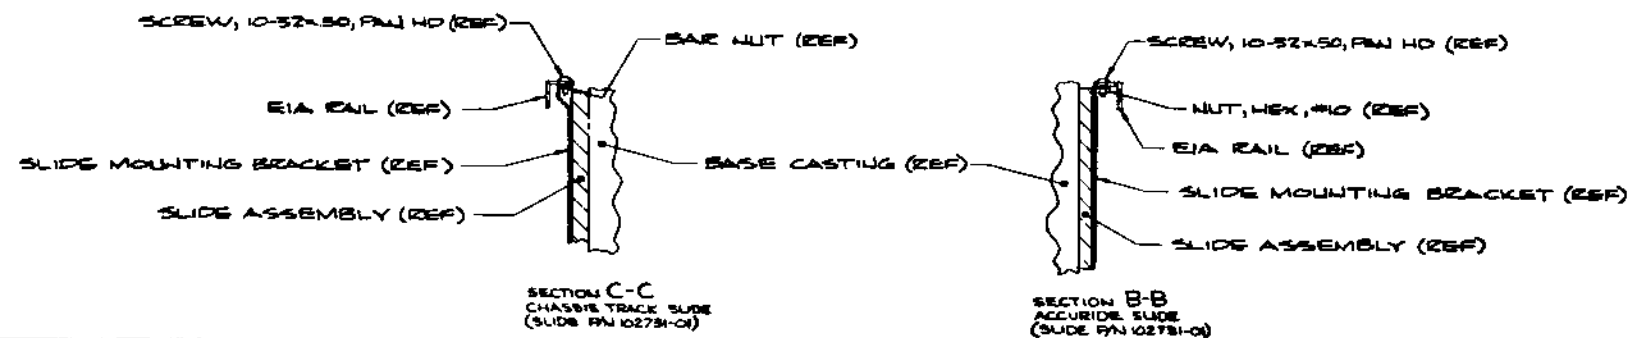 SCREW, 10-32x.50, PAN HD (REF)
BAR NUT (REF)
EIA RAIL (REF)
SLIDE MOUNTING BRACKET (REF)
BASE CASTING (REF)
SLIDE ASSEMBLY (REF)
SECTION C-C
CHASSIS TRACK SLIDE
(SLIDE P/N 102731-01)
SCREW, 10-32x.50, PAN HD (REF)
NUT, HEX, #10 (REF)
EIA RAIL (REF)
SLIDE MOUNTING BRACKET (REF)
SLIDE ASSEMBLY (REF)
SECTION B-B
ACCURIDE SLIDE
(SLIDE P/N 102731-01)